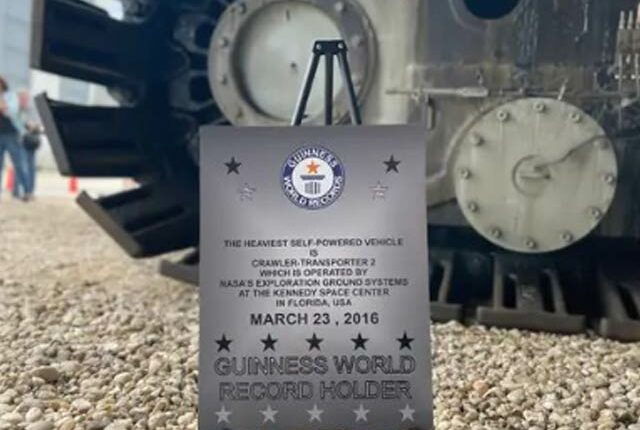 GUINNESS
WORLD RECORDS
THE HEAVIEST SELF-POWERED VEHICLE
IS
CRAWLER-TRANSPORTER 2
WHICH IS OPERATED BY
NASA'S EXPLORATION GROUND SYSTEMS
AT THE KENNEDY SPACE CENTER
IN FLORIDA, USA
MARCH 23 , 2016
GUINNESS WORLD
RECORD HOLDER